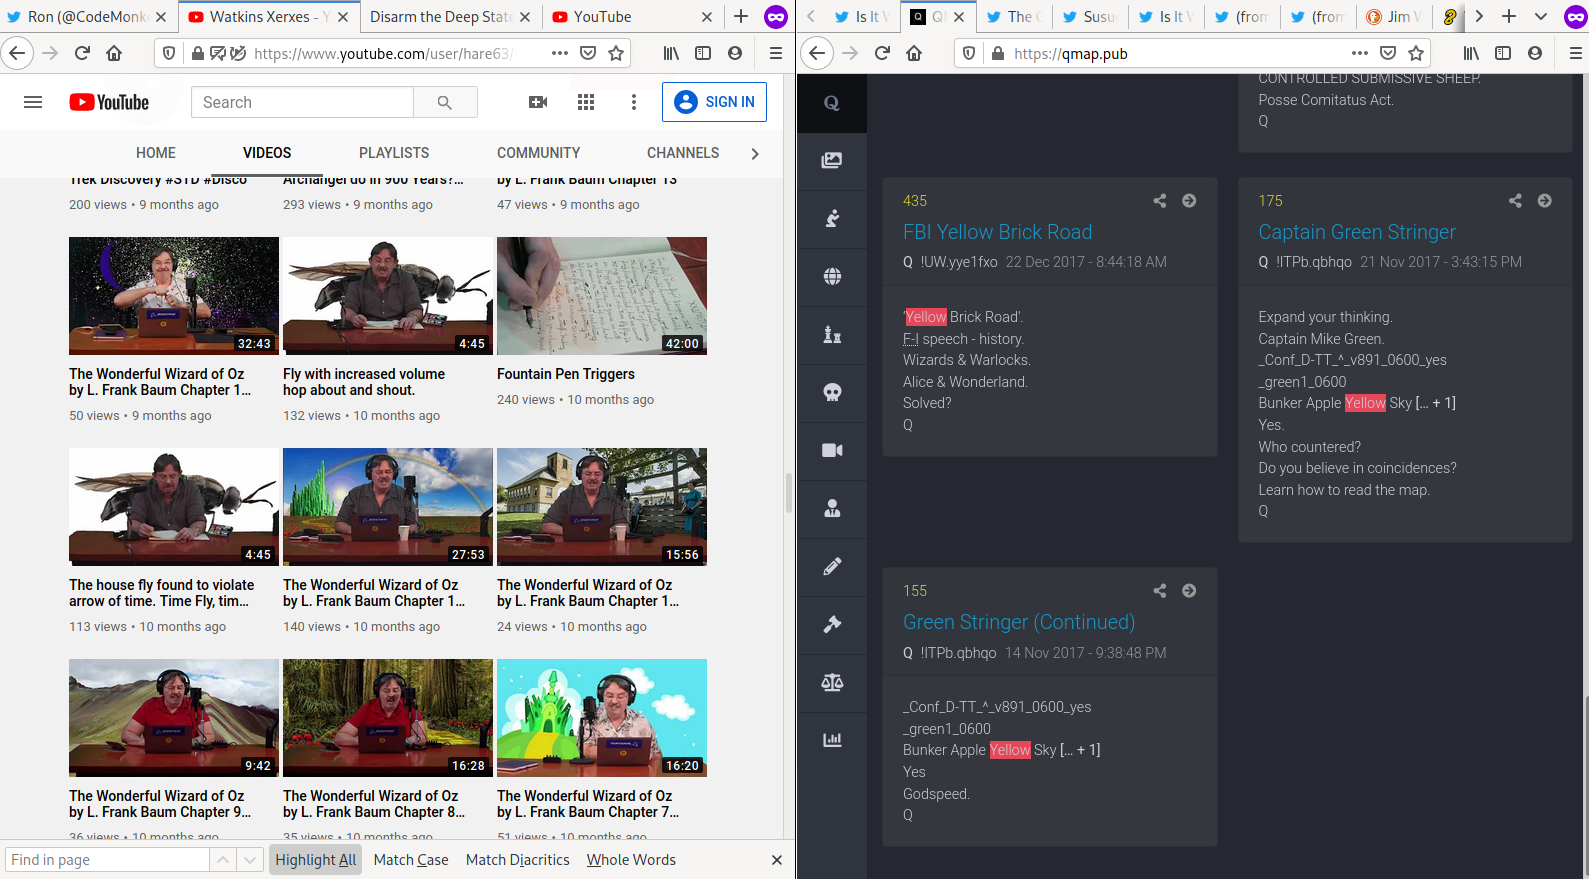 Ron (@CodeMonk
Watkins Xerxes - Y
Disarm the Deep State
YouTube
https://www.youtube.com/user/hare63/
YouTube
Search
SIGN IN
HOME
VIDEOS
PLAYLISTS
COMMUNITY
CHANNELS
Trek Discovery #STD #Disco
Archangel do in 900 Years?...
by L. Frank Baum Chapter 13
200 views • 9 months ago
293 views • 9 months ago
47 views • 9 months ago
32:43
4:45
42:00
The Wonderful Wizard of Oz
by L. Frank Baum Chapter 1...
50 views • 9 months ago
Fly with increased volume
hop about and shout.
132 views • 10 months ago
Fountain Pen Triggers
240 views • 10 months ago
4:45
27:53
15:56
The house fly found to violate
arrow of time. Time Fly, tim...
113 views • 10 months ago
The Wonderful Wizard of Oz
by L. Frank Baum Chapter 1...
140 views • 10 months ago
The Wonderful Wizard of Oz
by L. Frank Baum Chapter 1...
24 views • 10 months ago
9:42
16:28
16:20
The Wonderful Wizard of Oz
by L. Frank Baum Chapter 9...
36 views • 10 months ago
The Wonderful Wizard of Oz
by L. Frank Baum Chapter 8...
35 views • 10 months ago
The Wonderful Wizard of Oz
by L. Frank Baum Chapter 7...
51 views • 10 months ago
Find in page
Highlight All
Match Case
Match Diacritics
Whole Words
Is It W
Q
The
Susu
Is It W
(from
(from
Jim W
https://qmap.pub
Q
CONTROLLED SUBMISSIVE SHEEP.
Posse Comitatus Act.
Q
435
FBI Yellow Brick Road
Q !UW.yye1fxo 22 Dec 2017 - 8:44:18 AM
'Yellow Brick Road'.
F-I speech - history.
Wizards & Warlocks.
Alice & Wonderland.
Solved?
Q
175
Captain Green Stringer
Q !ITPb.qbhqo 21 Nov 2017 - 3:43:15 PM
Expand your thinking.
Captain Mike Green.
_Conf_D-TT_^_v891_0600_yes
_green1_0600
Bunker Apple Yellow Sky [... + 1]
Yes.
Who countered?
Do you believe in coincidences?
Learn how to read the map.
Q
155
Green Stringer (Continued)
Q !ITPb.qbhqo 14 Nov 2017 - 9:38:48 PM
_Conf_D-TT_^_v891_0600_yes
_green1_0600
Bunker Apple Yellow Sky [... + 1]
Yes
Godspeed.
Q